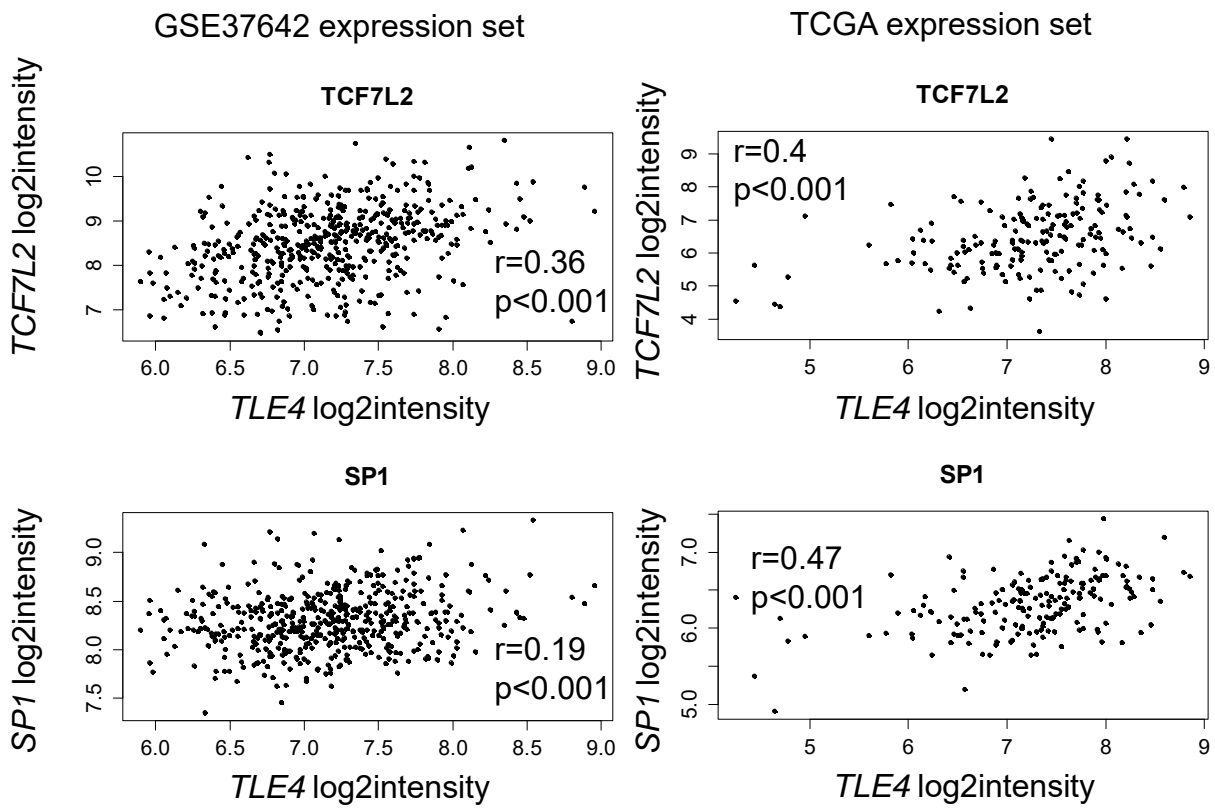 GSE37642 expression set
TCGA expression set
TCF7L2
TCF7L2 log2intensity
10
9
8
7
r=0.36
p<0.001
6.0 6.5 7.0 7.5 8.0 8.5 9.0
TLE4 log2intensity
TCF7L2
TCF7L2 log2intensity
9
8
7
6
5
4
r=0.4
p<0.001
5 6 7 8 9
TLE4 log2intensity
SP1
SP1 log2intensity
9.0
8.5
8.0
7.5
r=0.19
p<0.001
6.0 6.5 7.0 7.5 8.0 8.5 9.0
TLE4 log2intensity
SP1
SP1 log2intensity
7.0
6.0
5.0
r=0.47
p<0.001
5 6 7 8 9
TLE4 log2intensity